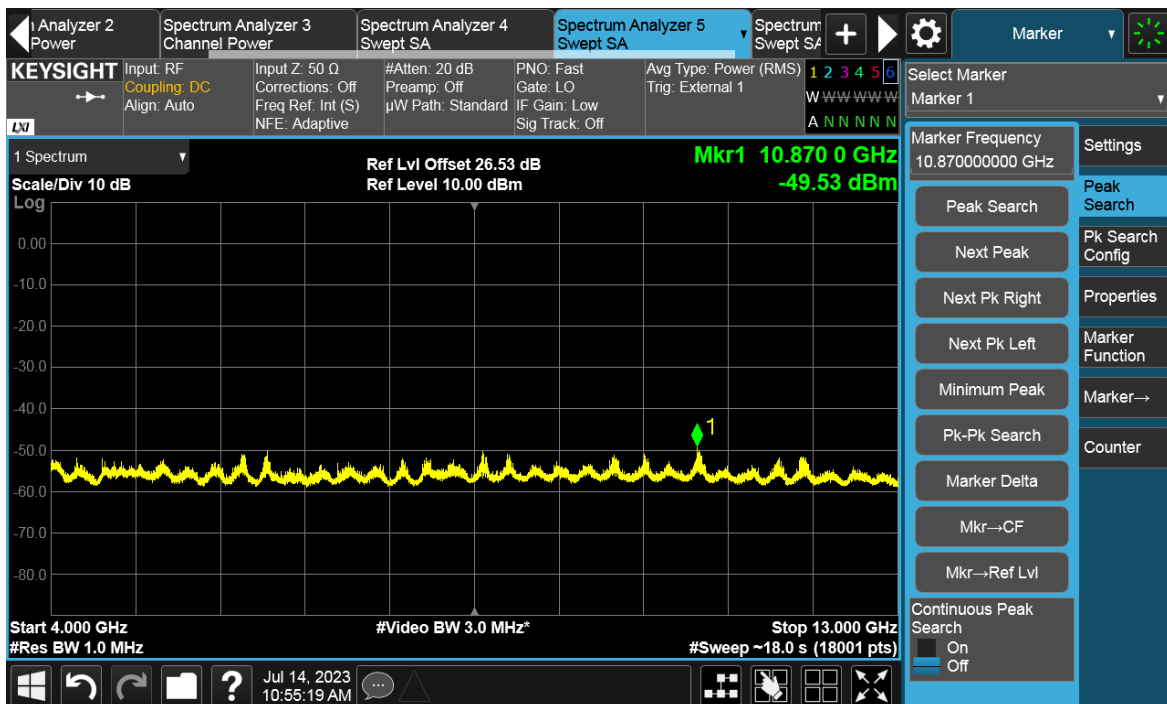 l Analyzer 2
Power
Spectrum Analyzer 3
Channel Power
Spectrum Analyzer 4
Swept SA
Spectrum Analyzer 5
Swept SA
Spectrum
Swept SA
+
Marker
KEYSIGHT
LXI
Input: RF
Coupling: DC
Align: Auto
Input Z: 50 Ω
Corrections: Off
Freq Ref: Int (S)
NFE: Adaptive
#Atten: 20 dB
Preamp: Off
µW Path: Standard
PNO: Fast
Gate: LO
IF Gain: Low
Sig Track: Off
Avg Type: Power (RMS)
Trig: External 1
1 2 3 4 5 6
W W W W W W
A N N N N N
Select Marker
Marker 1
1 Spectrum
Scale/Div 10 dB
Log
Ref Lvl Offset 26.53 dB
Ref Level 10.00 dBm
Mkr1 10.870 0 GHz
-49.53 dBm
0.00
-10.0
-20.0
-30.0
-40.0
-50.0
-60.0
-70.0
-80.0
1
Start 4.000 GHz
#Res BW 1.0 MHz
#Video BW 3.0 MHz*
Stop 13.000 GHz
#Sweep ~18.0 s (18001 pts)
Marker Frequency
10.870000000 GHz
Peak Search
Next Peak
Next Pk Right
Next Pk Left
Minimum Peak
Pk-Pk Search
Marker Delta
Mkr→CF
Mkr→Ref Lvl
Continuous Peak
Search
On
Off
Settings
Peak
Search
Pk Search
Config
Properties
Marker
Function
Marker→
Counter
?
Jul 14, 2023
10:55:19 AM